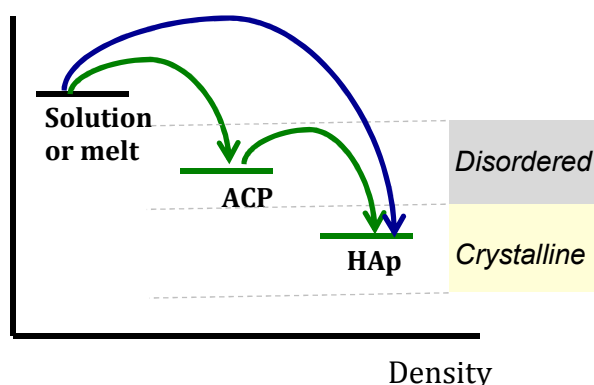 Solution
or melt
Disordered
ACP
HAp
Crystalline
Density